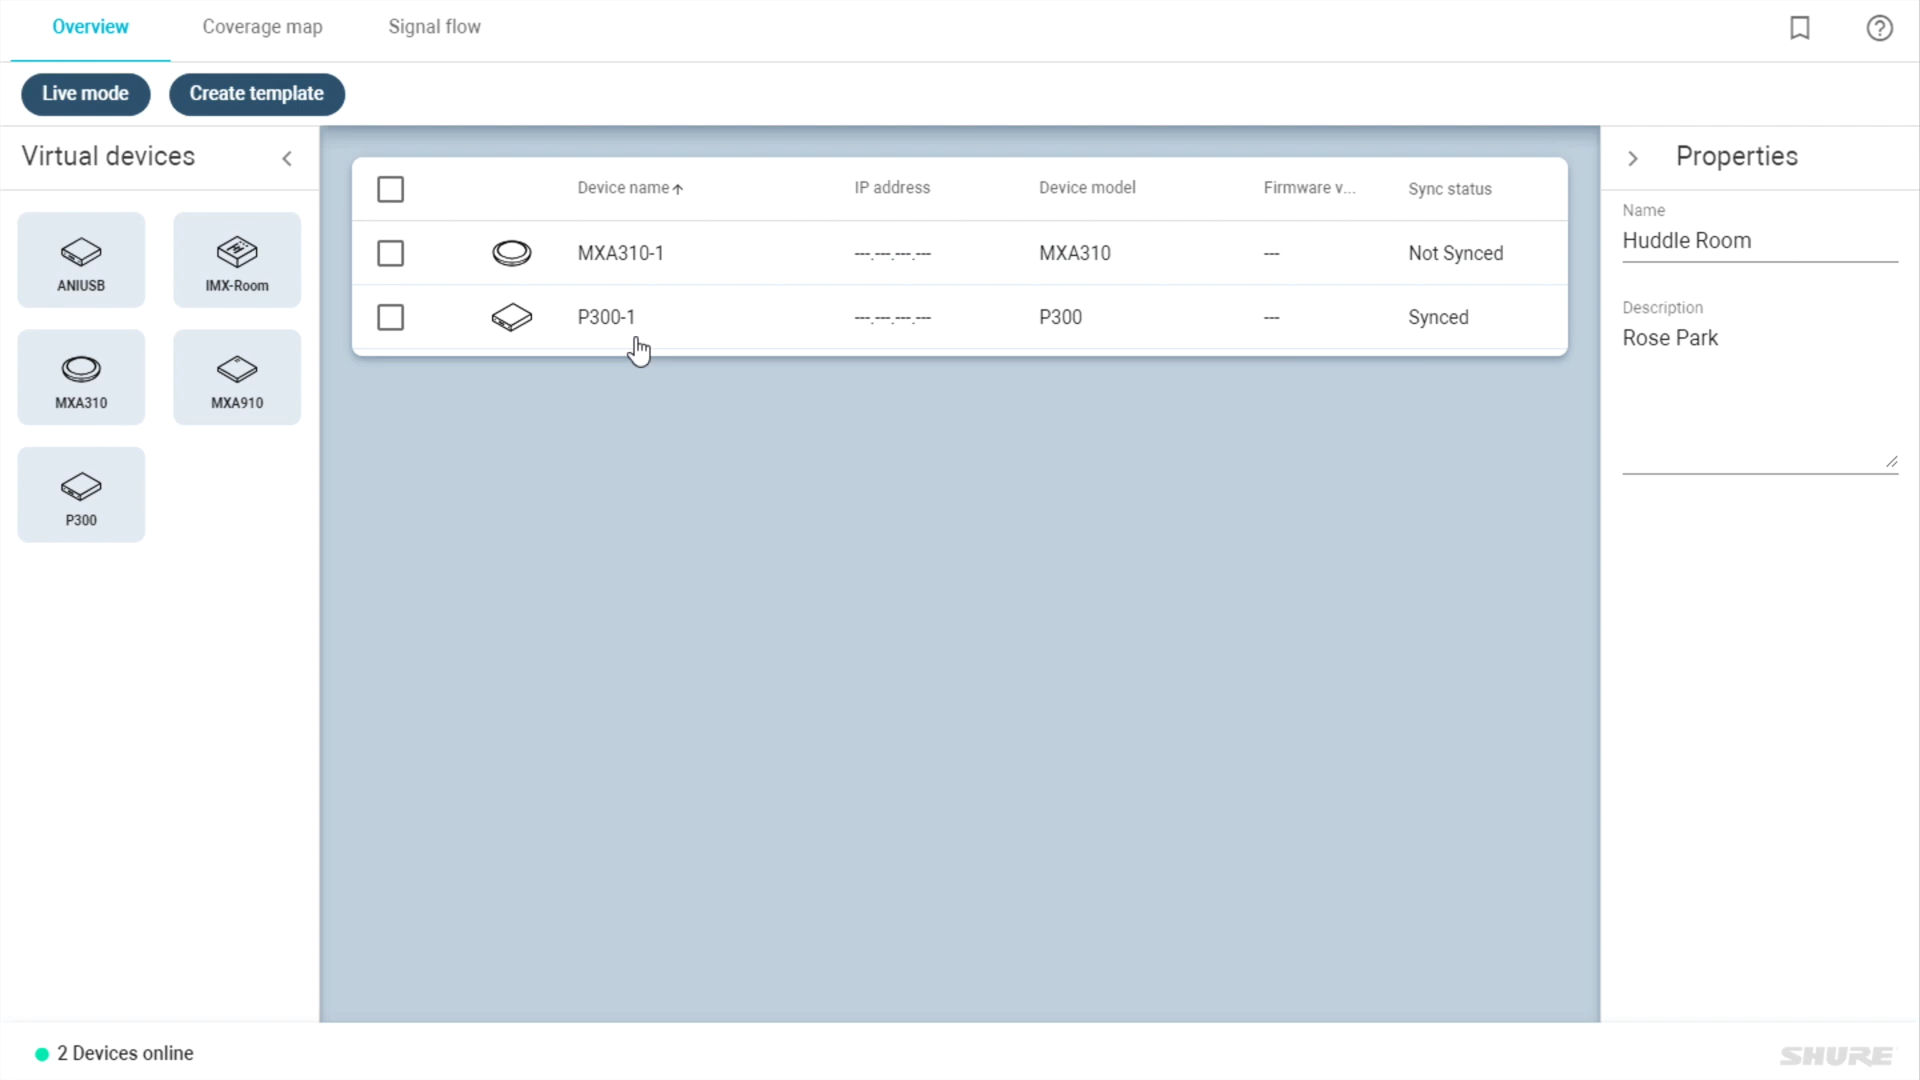 Overview Coverage map Signal flow
Live mode Create template
Virtual devices
ANIUSB IMX-Room
MXA310 MXA910
P300
Device name IP address Device model Firmware v... Sync status
MXA310-1 ---.---.---.--- MXA310 --- Not Synced
P300-1 ---.---.---.--- P300 --- Synced
Properties
Name
Huddle Room
Description
Rose Park
2 Devices online
SHURE